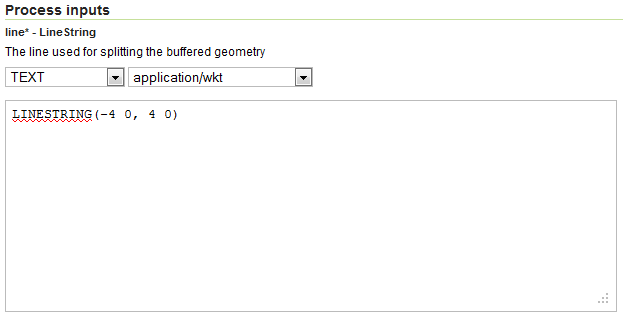 Process inputs
line* - LineString
The line used for splitting the buffered geometry
TEXT application/wkt
LINESTRING(-4 0, 4 0)